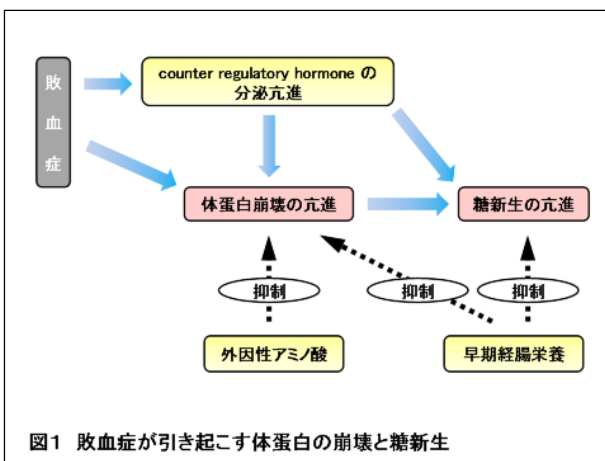 敗
血
症
counter regulatory hormone の
分泌亢進
体蛋白崩壊の亢進
糖新生の亢進
抑制
抑制
抑制
外因性アミノ酸
早期経腸栄養
図1 敗血症が引き起こす体蛋白の崩壊と糖新生